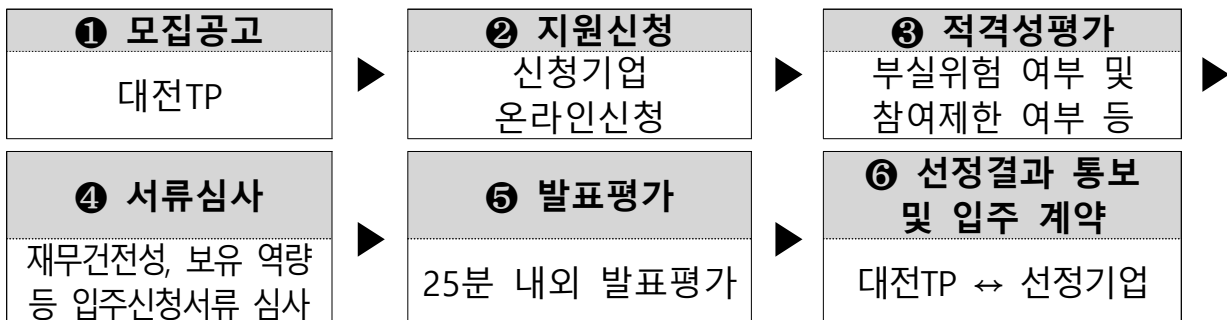 ❶ 모집공고
대전TP
▶
❷ 지원신청
신청기업
온라인신청
▶
❸ 적격성평가
부실위험 여부 및
참여제한 여부 등
▶
❹ 서류심사
재무건전성, 보유 역량
등 입주신청서류 심사
▶
❺ 발표평가
25분 내외 발표평가
▶
❻ 선정결과 통보
및 입주 계약
대전TP ↔ 선정기업